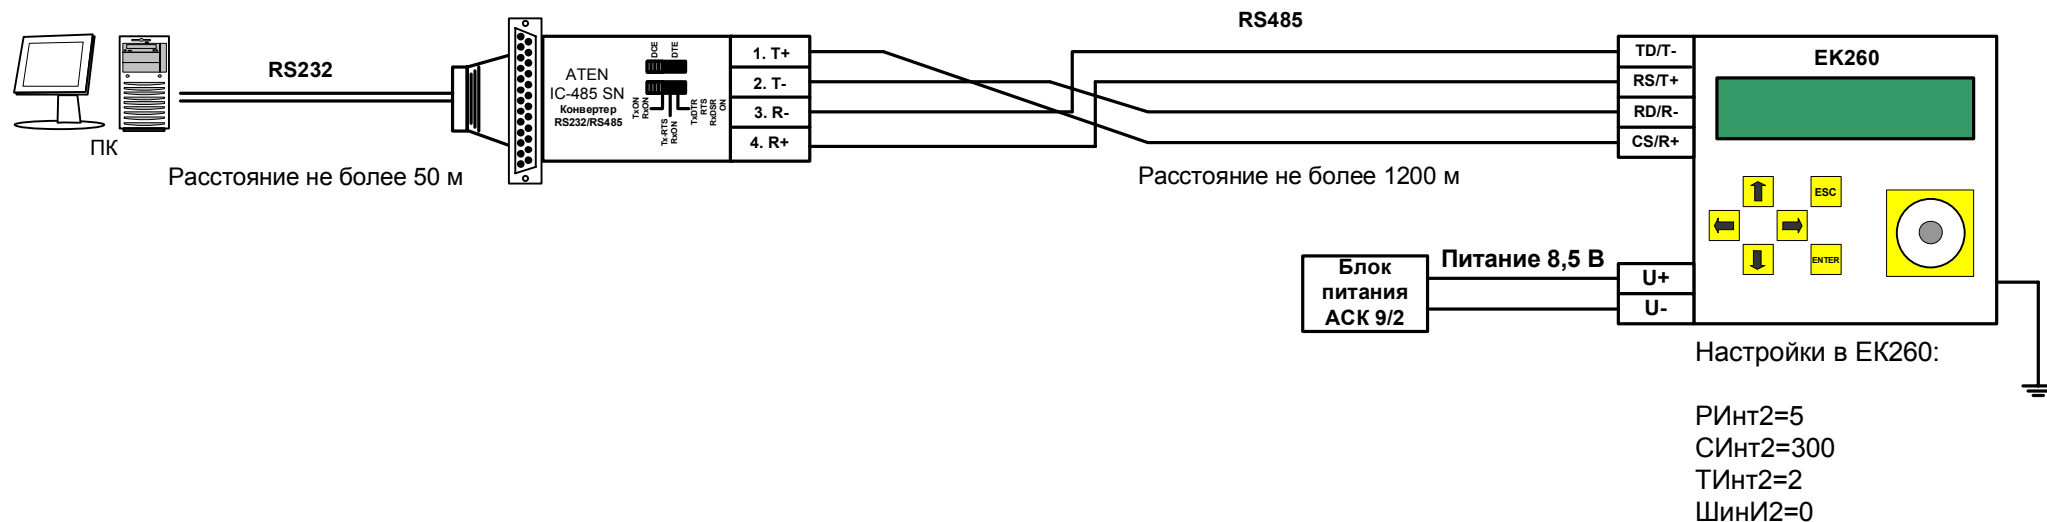 RS485
RS232
ПК
Расстояние не более 50 м
ATEN
IC-485 SN
Конвертер
RS232/RS485
DCE
DTE
TxON
RxON
Tx-RTS
RxON
TxDTR
RTS
RxDSR
ON
1. T+
2. T-
3. R-
4. R+
Расстояние не более 1200 м
TD/T-
RS/T+
RD/R-
CS/R+
EK260
ESC
ENTER
Блок
питания
АСК 9/2
Питание 8,5 В
U+
U-
Настройки в ЕК260:
РИнт2=5
СИнт2=300
ТИнт2=2
ШинИ2=0